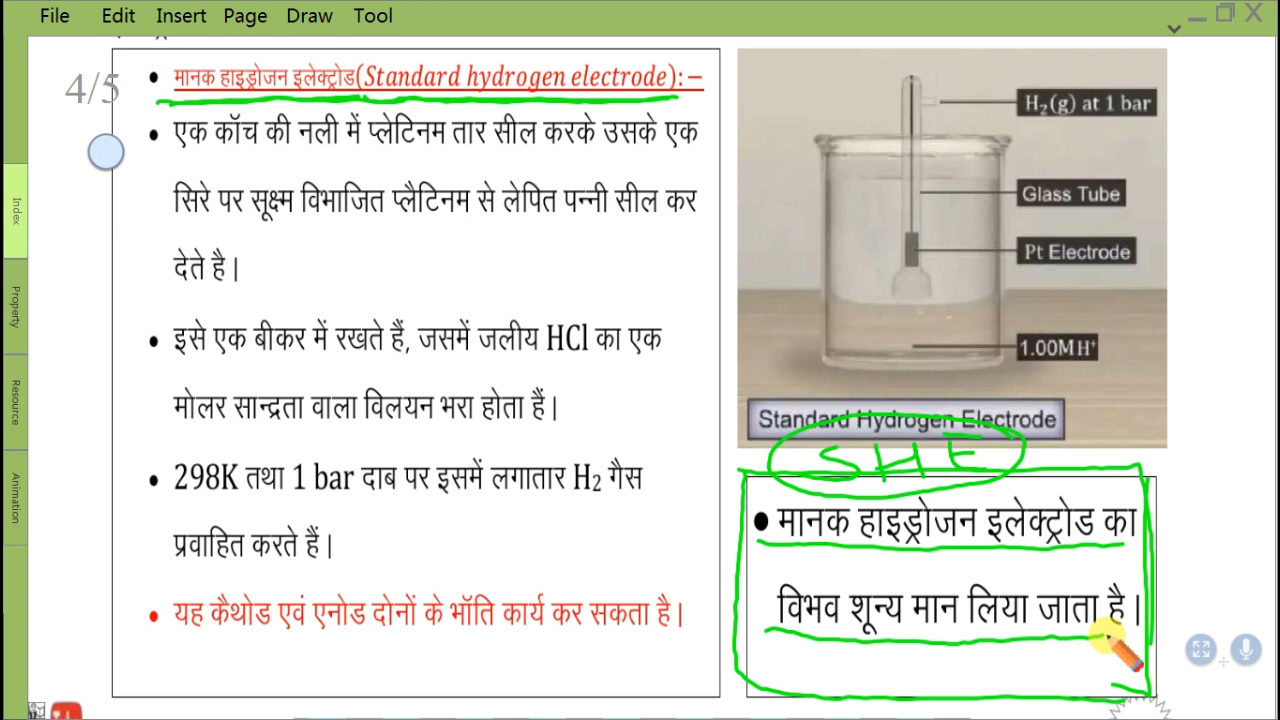 File Edit Insert Page Draw Tool
4/5
Index
Property
Resource
Animation
• मानक हाइड्रोजन इलेक्ट्रोड(Standard hydrogen electrode):−
• एक कॉच की नली में प्लेटिनम तार सील करके उसके एक
सिरे पर सूक्ष्म विभाजित प्लैटिनम से लेपित पन्नी सील कर
देते है।
• इसे एक बीकर में रखते हैं, जसमें जलीय HCl का एक
मोलर सान्द्रता वाला विलयन भरा होता हैं।
• 298K तथा 1 bar दाब पर इसमें लगातार H₂ गैस
प्रवाहित करते हैं।
• यह कैथोड एवं एनोड दोनों के भॉति कार्य कर सकता है।
H₂(g) at 1 bar
Glass Tube
Pt Electrode
1.00MH⁺
Standard Hydrogen Electrode
SHE
• मानक हाइड्रोजन इलेक्ट्रोड का
विभव शून्य मान लिया जाता है।